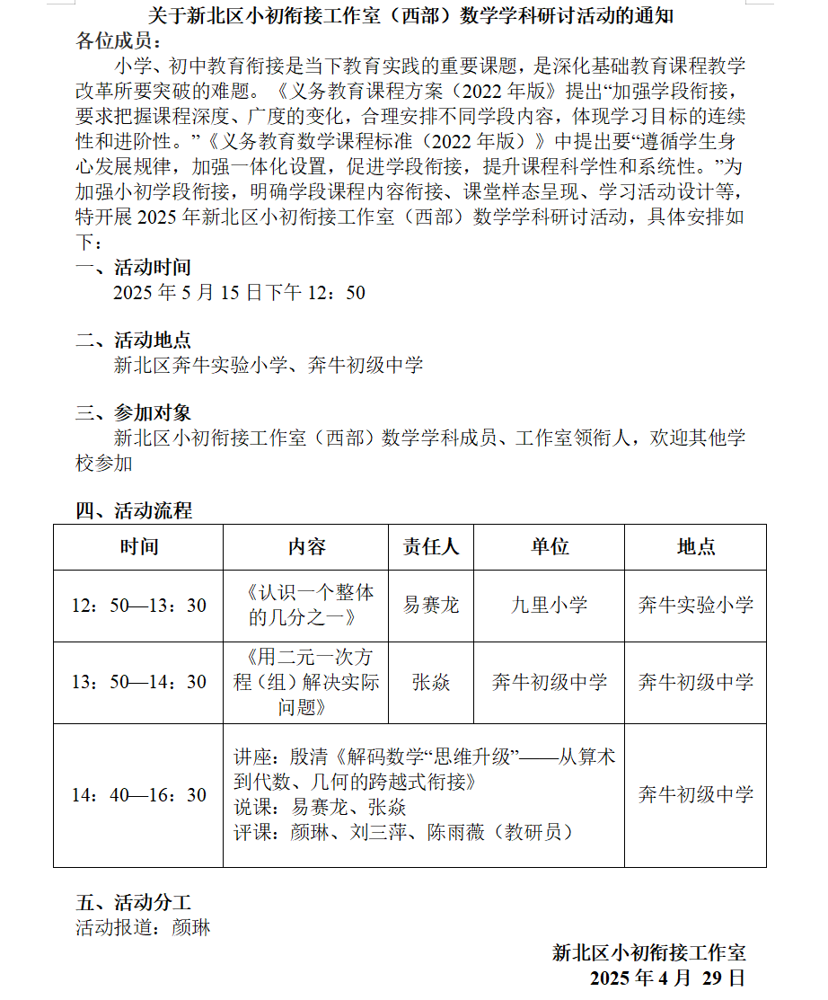 关于新北区小初衔接工作室（西部）数学学科研讨活动的通知
各位成员：
小学、初中教育衔接是当下教育实践的重要课题，是深化基础教育课程教学
改革所要突破的难题。《义务教育课程方案（2022 年版》提出“加强学段衔接，
要求把握课程深度、广度的变化，合理安排不同学段内容，体现学习目标的连续
性和进阶性。”《义务教育数学课程标准（2022 年版）》中提出要“遵循学生身
心发展规律，加强一体化设置，促进学段衔接，提升课程科学性和系统性。”为
加强小初学段衔接，明确学段课程内容衔接、课堂样态呈现、学习活动设计等，
特开展 2025 年新北区小初衔接工作室（西部）数学学科研讨活动，具体安排如
下：
一、活动时间
2025 年 5 月 15 日下午 12：50
二、活动地点
新北区奔牛实验小学、奔牛初级中学
三、参加对象
新北区小初衔接工作室（西部）数学学科成员、工作室领衔人，欢迎其他学
校参加
四、活动流程
时间 内容 责任人 单位 地点
12：50—13：30 《认识一个整体 易赛龙 九里小学 奔牛实验小学
的几分之一》
《用二元一次方
13：50—14：30 程（组）解决实际 张焱 奔牛初级中学 奔牛初级中学
问题》
讲座：殷清《解码数学“思维升级”——从算术
到代数、几何的跨越式衔接》
14：40—16：30 奔牛初级中学
说课：易赛龙、张焱
评课：颜琳、刘三萍、陈雨薇（教研员）
五、活动分工
活动报道：颜琳
新北区小初衔接工作室
2025 年 4 月 29 日